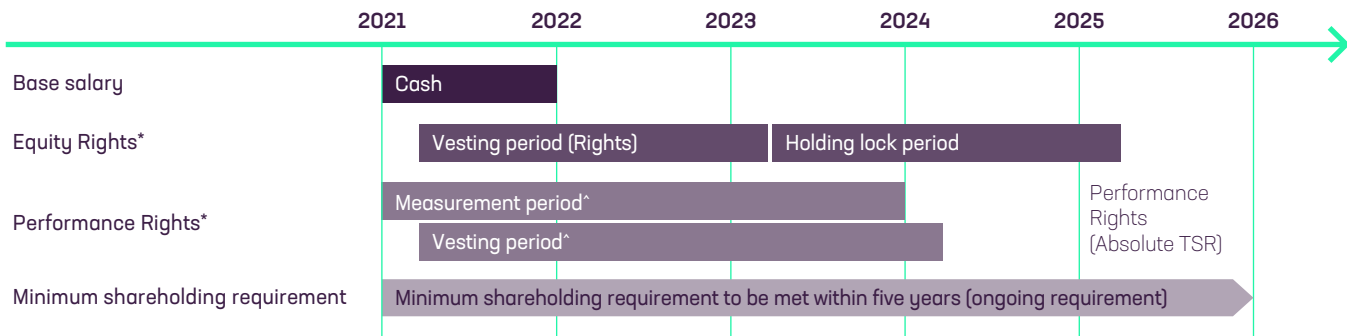 2021 2022 2023 2024 2025 2026
Base salary Cash
Equity Rights* Vesting period (Rights) Holding lock period
Performance Rights* Measurement period^
Vesting period^
Performance
Rights
(Absolute TSR)
Minimum shareholding requirement Minimum shareholding requirement to be met within five years (ongoing requirement)